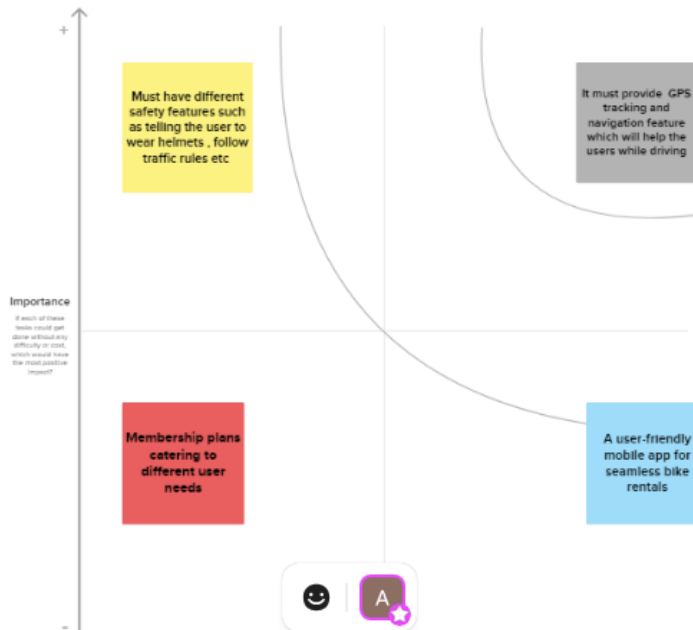 +
Must have different
safety features such
as telling the user to
wear helmets , follow
traffic rules etc
It must provide GPS
tracking and
navigation feature
which will help the
users while driving
Importance
If each of these
tasks could get
done without any
difficulty or cost,
which would have
the most positive
impact?
Membership plans
catering to
different user
needs
A user-friendly
mobile app for
seamless bike
rentals
-
A